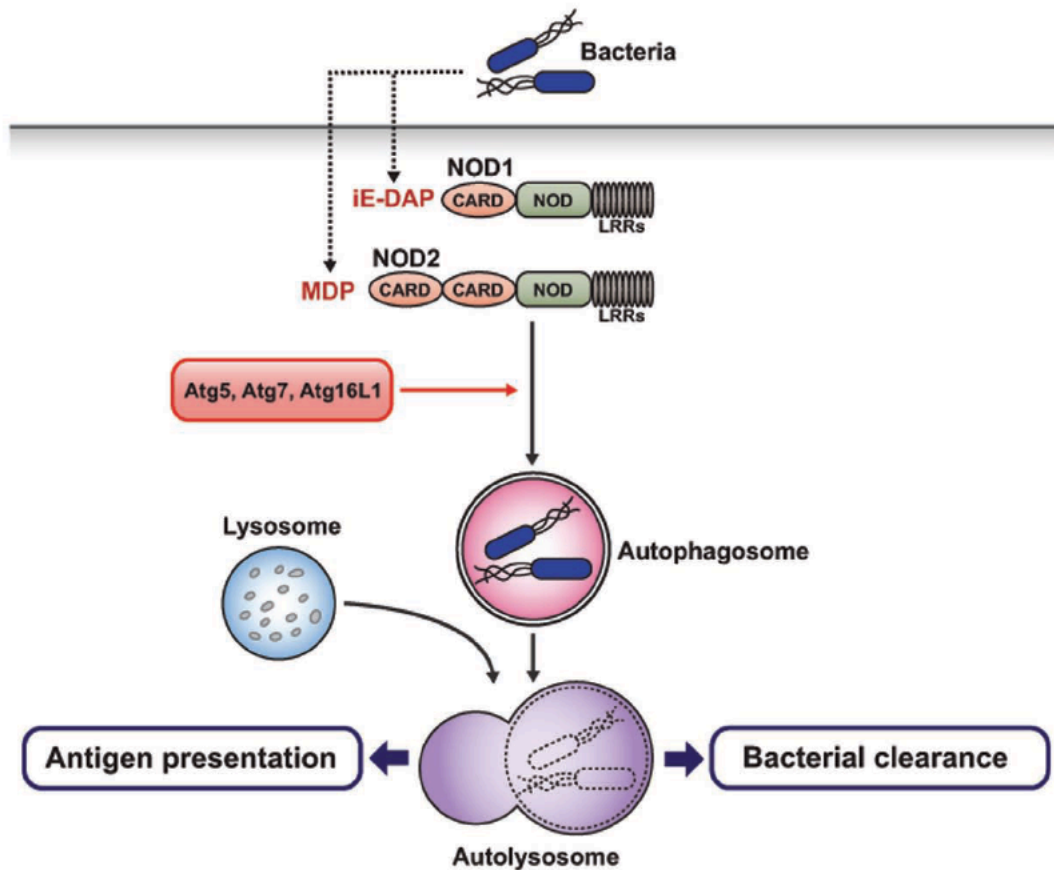 Bacteria
NOD1
iE-DAP
CARD
NOD
LRRs
NOD2
MDP
CARD
CARD
NOD
LRRs
Atg5, Atg7, Atg16L1
Lysosome
Autophagosome
Antigen presentation
Bacterial clearance
Autolysosome